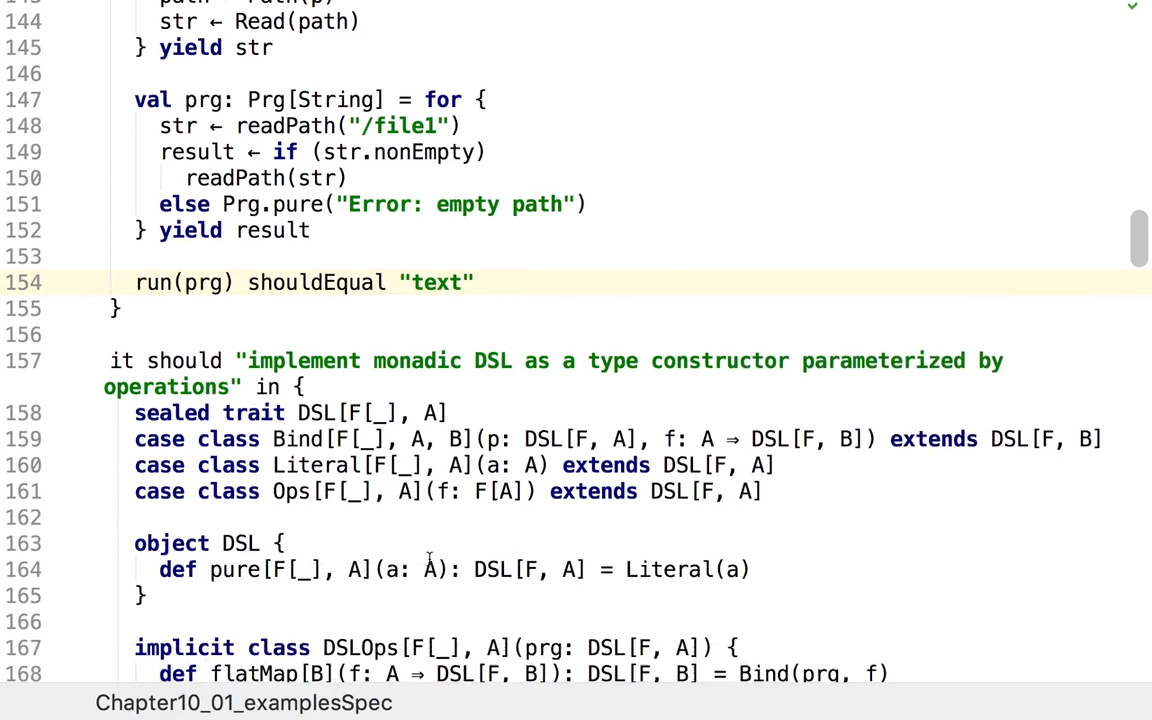 143 path ← Path(p)
144 str ← Read(path)
145 } yield str
146
147 val prg: Prg[String] = for {
148 str ← readPath("/file1")
149 result ← if (str.nonEmpty)
150 readPath(str)
151 else Prg.pure("Error: empty path")
152 } yield result
153
154 run(prg) shouldEqual "text"
155 }
156
157 it should "implement monadic DSL as a type constructor parameterized by
operations" in {
158 sealed trait DSL[F[_], A]
159 case class Bind[F[_], A, B](p: DSL[F, A], f: A ⇒ DSL[F, B]) extends DSL[F, B]
160 case class Literal[F[_], A](a: A) extends DSL[F, A]
161 case class Ops[F[_], A](f: F[A]) extends DSL[F, A]
162
163 object DSL {
164 def pure[F[_], A](a: A): DSL[F, A] = Literal(a)
165 }
166
167 implicit class DSLOps[F[_], A](prg: DSL[F, A]) {
168 def flatMap[B](f: A ⇒ DSL[F, B]): DSL[F, B] = Bind(prg, f)
Chapter10_01_examplesSpec